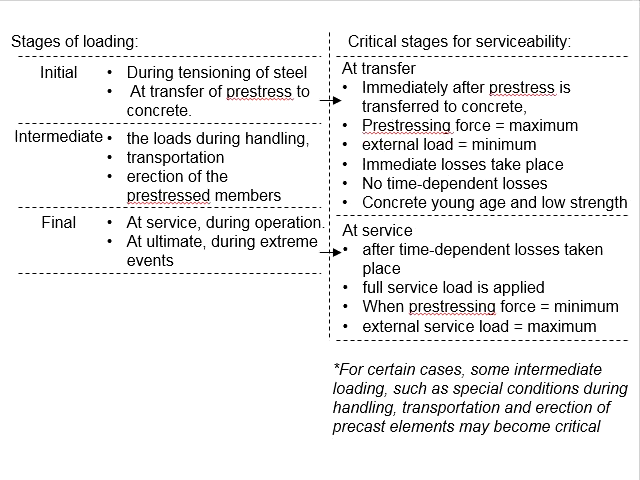 Stages of loading:
Initial
• During tensioning of steel
• At transfer of prestress to
concrete.
Intermediate
• the loads during handling,
• transportation
• erection of the
prestressed members
Final
• At service, during operation.
• At ultimate, during extreme
events
Critical stages for serviceability:
At transfer
• Immediately after prestress is
transferred to concrete,
• Prestressing force = maximum
• external load = minimum
• Immediate losses take place
• No time-dependent losses
• Concrete young age and low strength
At service
• after time-dependent losses taken
place
• full service load is applied
• When prestressing force = minimum
• external service load = maximum
*For certain cases, some intermediate
loading, such as special conditions during
handling, transportation and erection of
precast elements may become critical